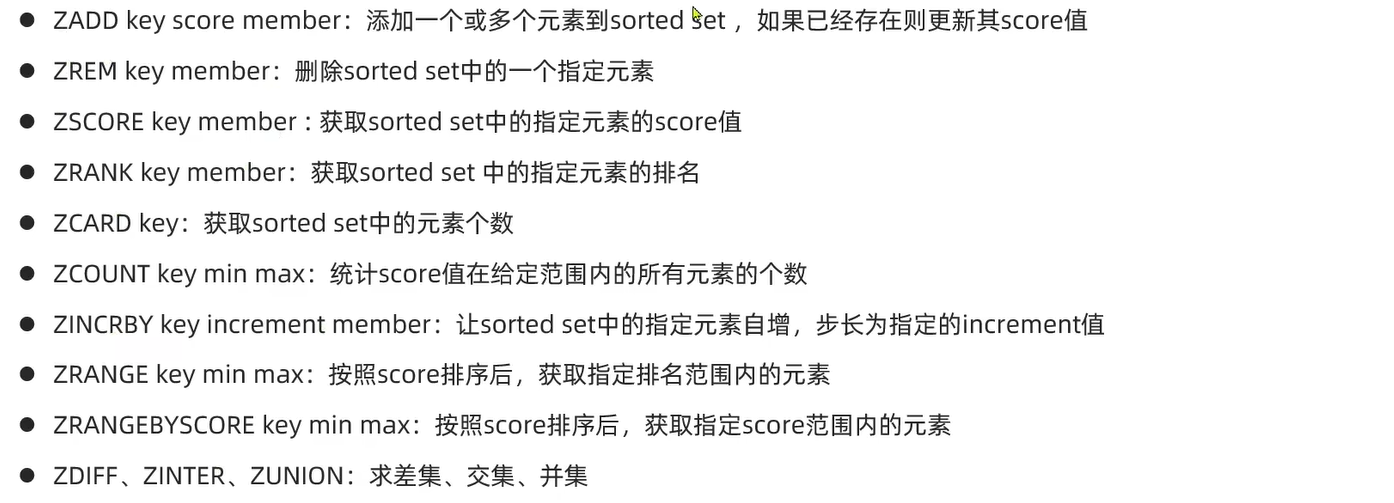 ● ZADD key score member：添加一个或多个元素到sorted set ，如果已经存在则更新其score值
● ZREM key member：删除sorted set中的一个指定元素
● ZSCORE key member : 获取sorted set中的指定元素的score值
● ZRANK key member：获取sorted set 中的指定元素的排名
● ZCARD key：获取sorted set中的元素个数
● ZCOUNT key min max：统计score值在给定范围内的所有元素的个数
● ZINCRBY key increment member：让sorted set中的指定元素自增，步长为指定的increment值
● ZRANGE key min max：按照score排序后，获取指定排名范围内的元素
● ZRANGEBYSCORE key min max：按照score排序后，获取指定score范围内的元素
● ZDIFF、ZINTER、ZUNION：求差集、交集、并集